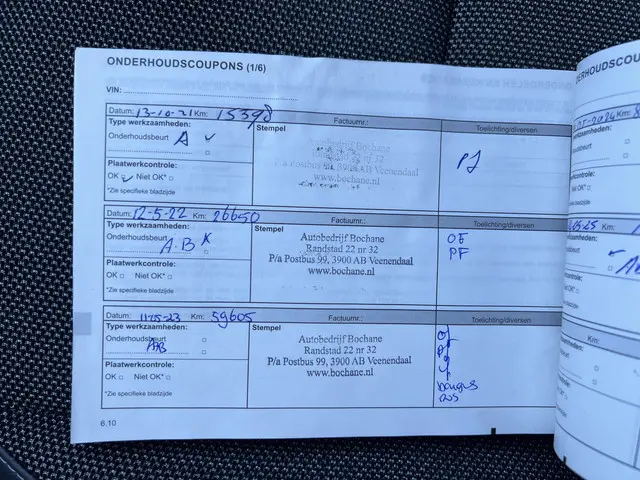 ONDERHOUDSCOUPONS (1/6)
VIN:
Datum: 13-10-21 Km: 15398 Factuurnr.:
Type werkzaamheden: Stempel Toelichting/diversen
Onderhoudsbeurt A
Autobedrijf Bochane
Randstad 22 nr 32
P/a Postbus 99, 3900 AB Veenendaal
www.bochane.nl
Plaatwerkcontrole:
OK Niet OK*
*Zie specifieke bladzijde
Datum: 12-5-22 Km: 26650 Factuurnr.:
Type werkzaamheden: Stempel Toelichting/diversen
Onderhoudsbeurt A.B
Autobedrijf Bochane
Randstad 22 nr 32
P/a Postbus 99, 3900 AB Veenendaal
www.bochane.nl
OF
PF
Plaatwerkcontrole:
OK Niet OK*
*Zie specifieke bladzijde
Datum: 11-15-23 Km: 59605 Factuurnr.:
Type werkzaamheden: Stempel Toelichting/diversen
Onderhoudsbeurt
Autobedrijf Bochane
Randstad 22 nr 32
P/a Postbus 99, 3900 AB Veenendaal
www.bochane.nl
Plaatwerkcontrole:
OK Niet OK*
*Zie specifieke bladzijde
6.10
ONDERHOUDSCOU